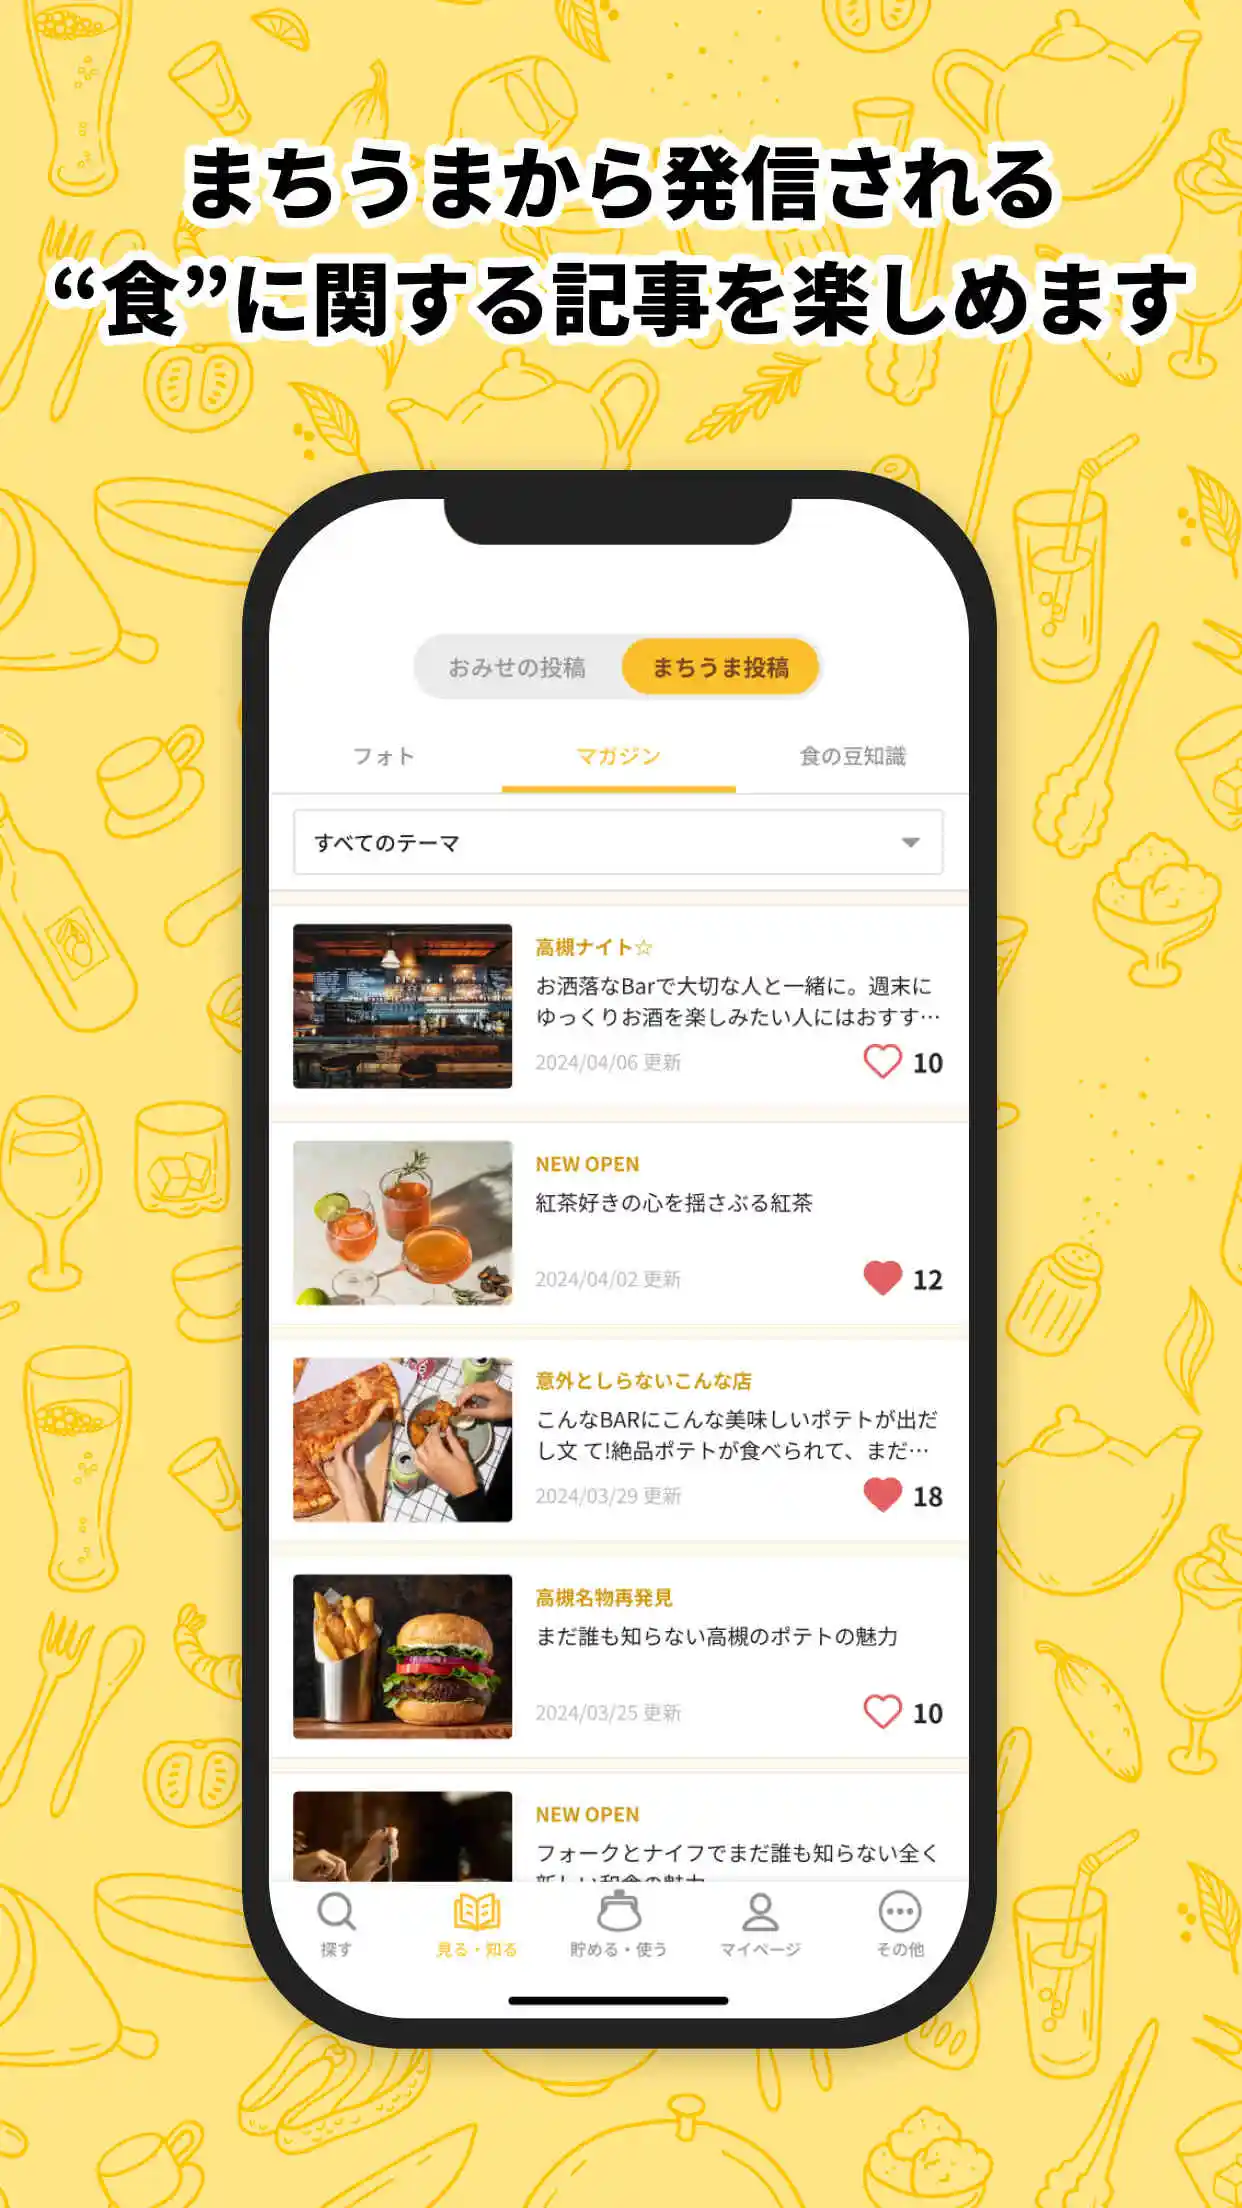 まちうまから発信される
“食”に関する記事を楽しめます
おみせの投稿
まちうま投稿
フォト
マガジン
食の豆知識
すべてのテーマ
高槻ナイト☆
お洒落なBarで大切な人と一緒に。週末に
ゆっくりお酒を楽しみたい人にはおすす…
2024/04/06 更新
10
NEW OPEN
紅茶好きの心を揺さぶる紅茶
2024/04/02 更新
12
意外としらないこんな店
こんなBARにこんな美味しいポテトが出だ
し文 て!絶品ポテトが食べられて、まだ…
2024/03/29 更新
18
高槻名物再発見
まだ誰も知らない高槻のポテトの魅力
2024/03/25 更新
10
NEW OPEN
フォークとナイフでまだ誰も知らない全く
新しい和食の魅力
探す
見る・知る
貯める・使う
マイページ
その他